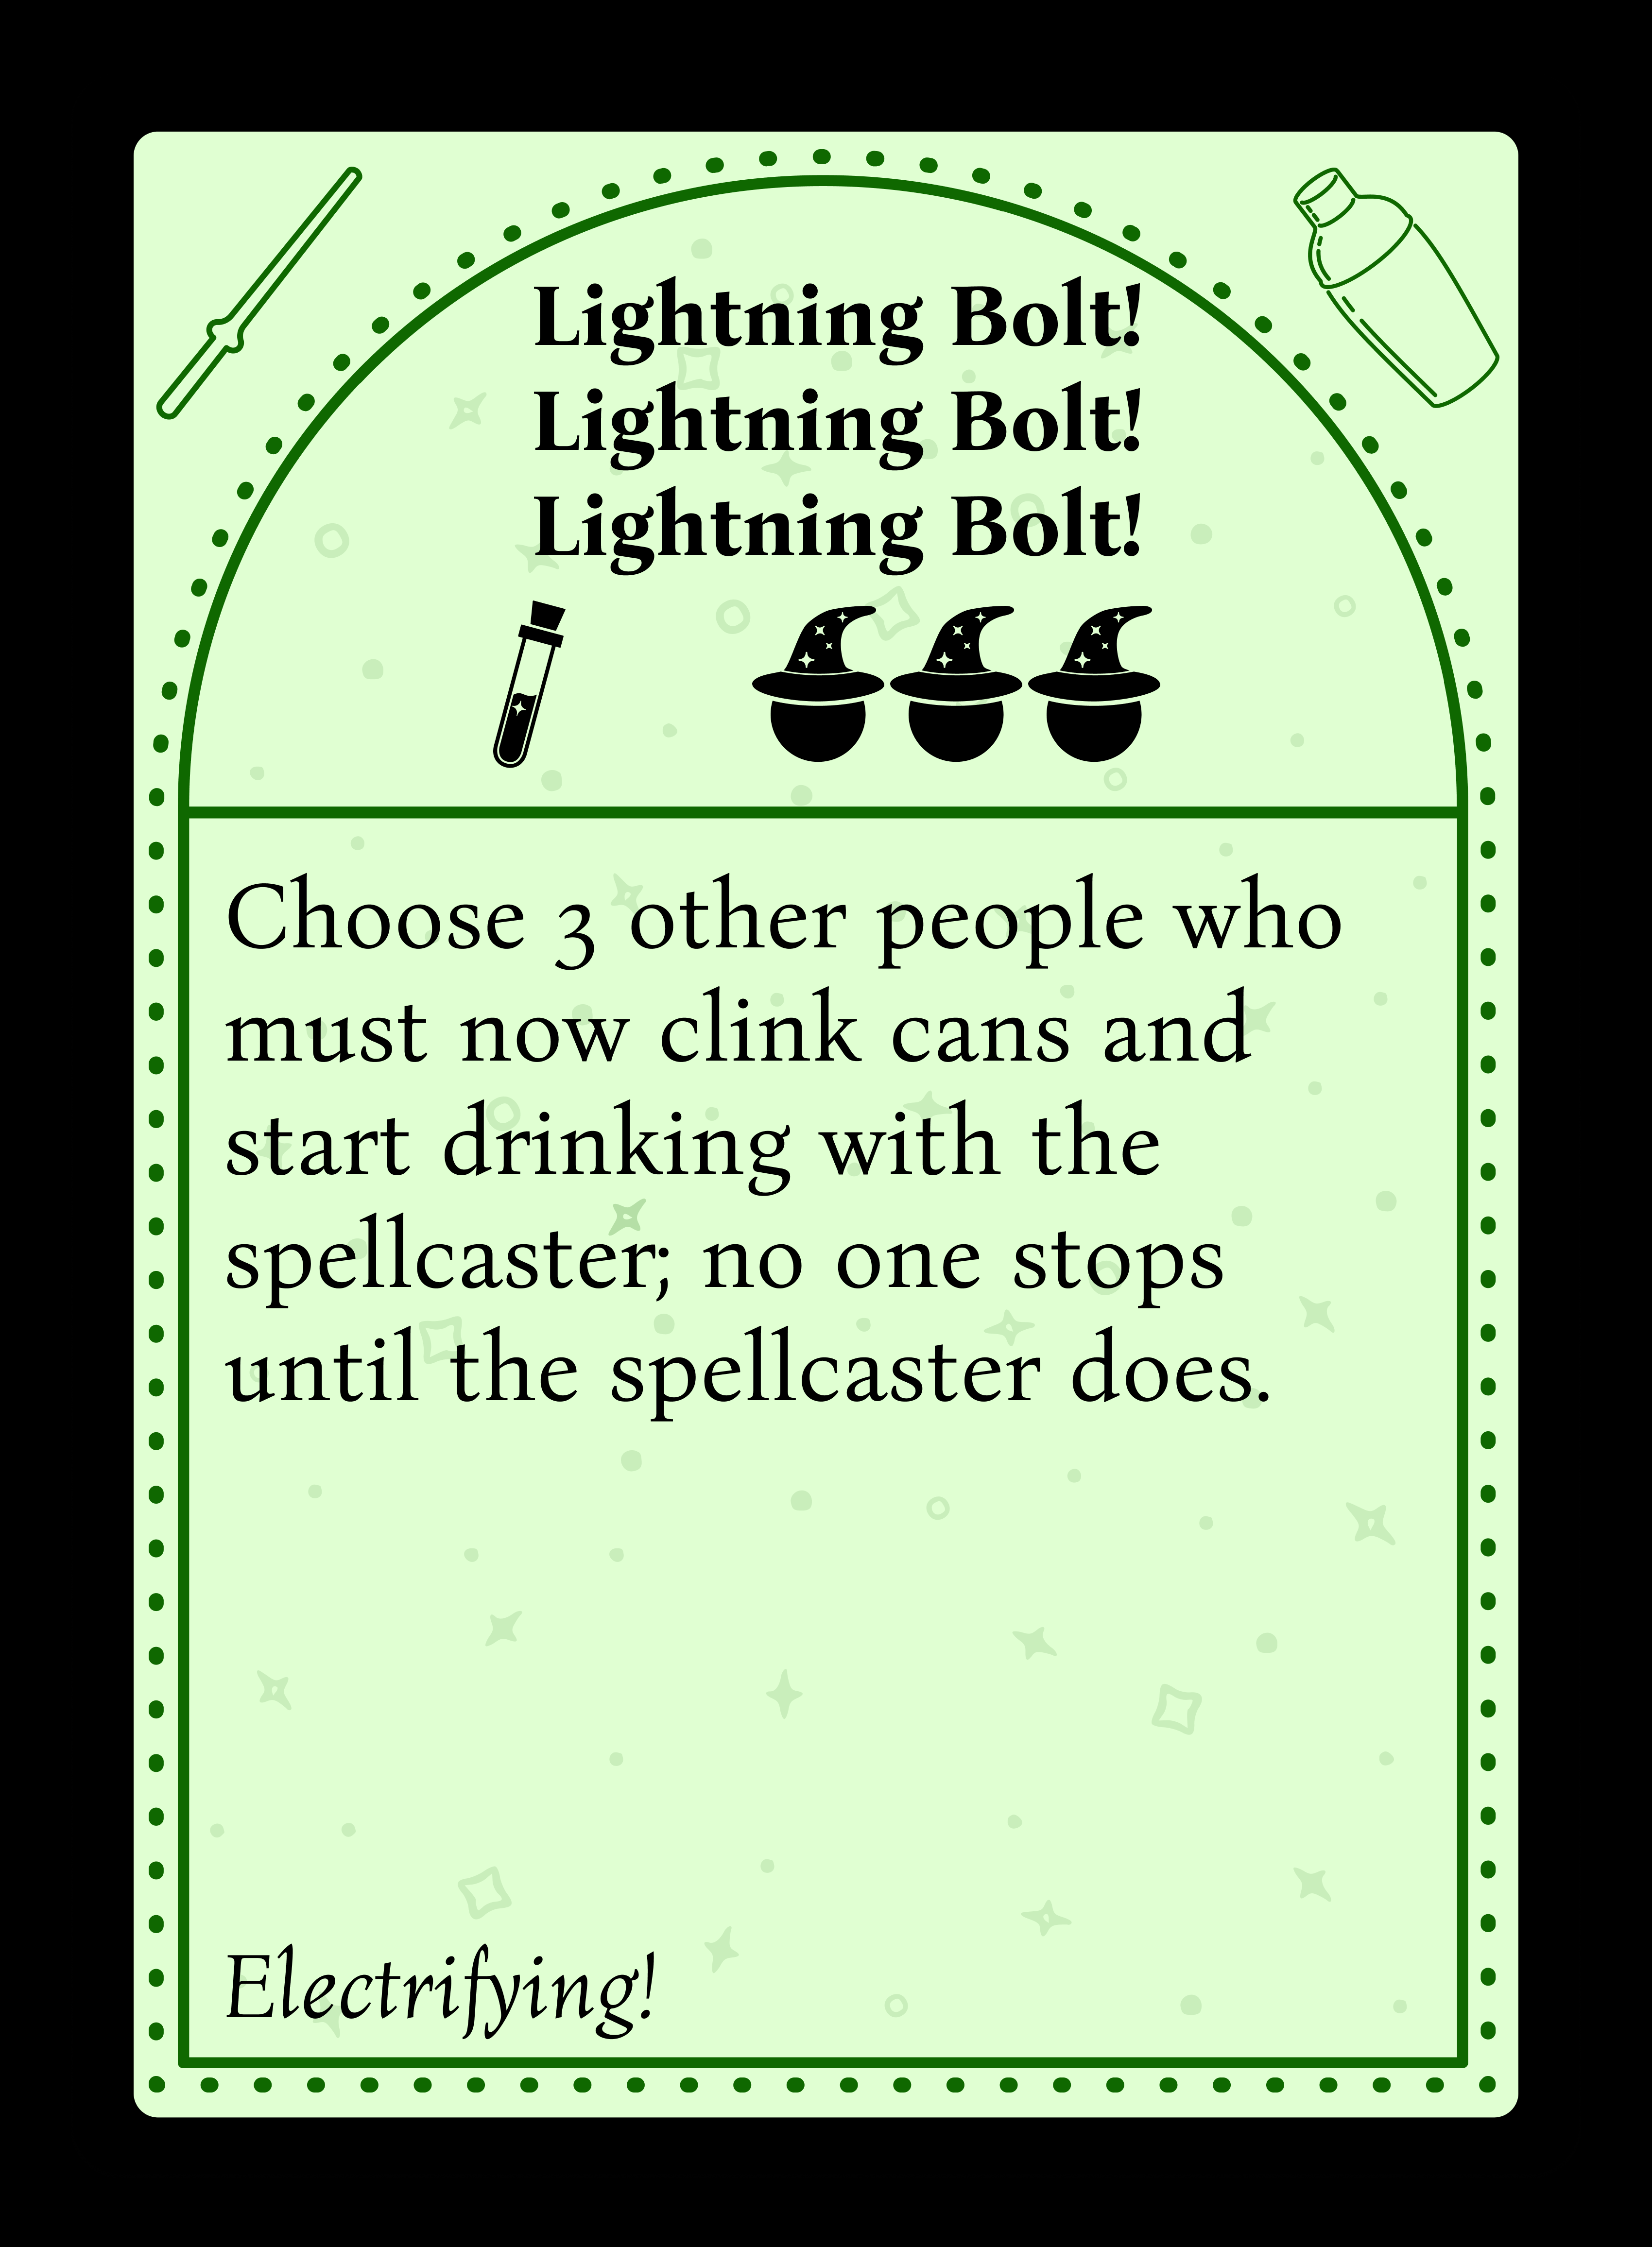 Lightning Bolt!
Lightning Bolt!
Lightning Bolt!
Choose 3 other people who
must now clink cans and
start drinking with the
spellcaster; no one stops
until the spellcaster does.
Electrifying!